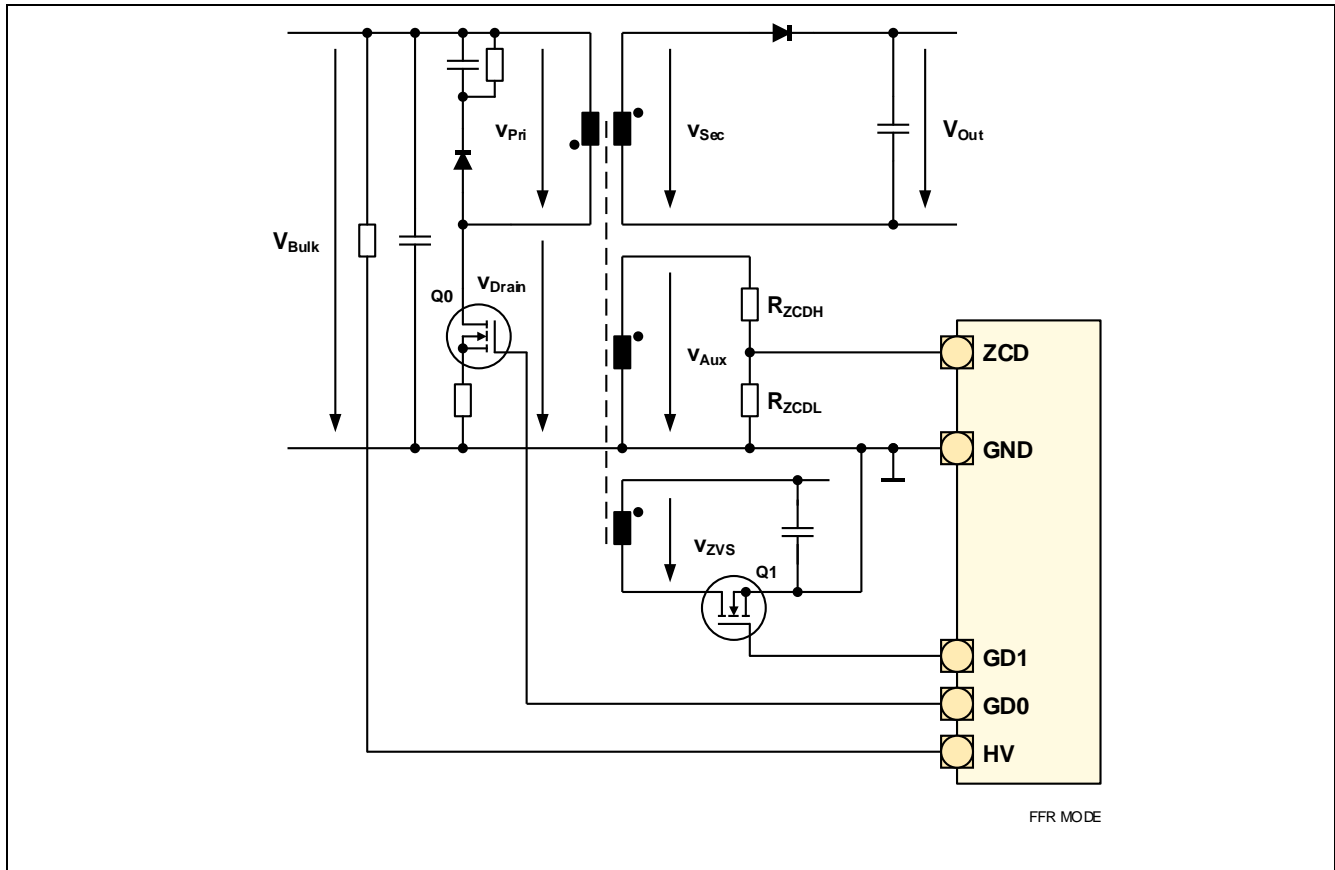 vPri
vSec
VOut
VBulk
vDrain
Q0
RZCDH
ZCD
vAux
RZCDL
GND
vZVS
Q1
GD1
GD0
HV
FFR MODE